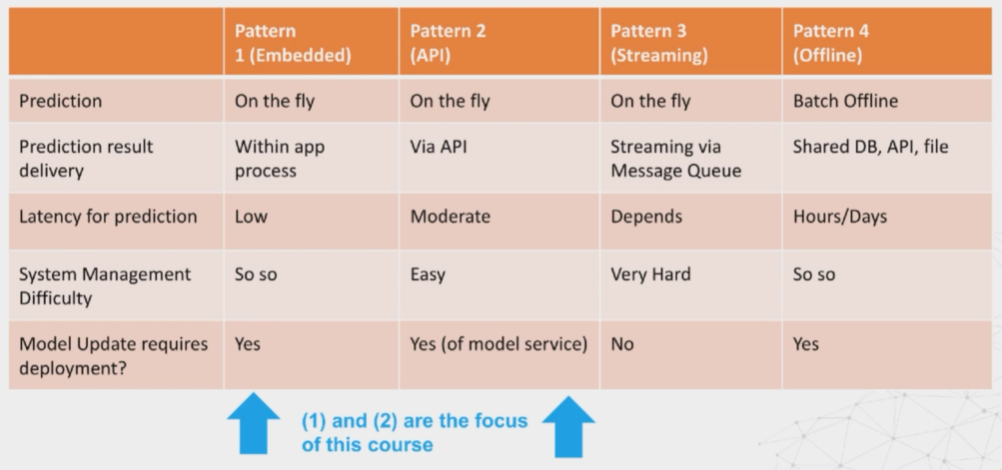 Pattern
1 (Embedded)
Pattern 2
(API)
Pattern 3
(Streaming)
Pattern 4
(Offline)
Prediction
On the fly
On the fly
On the fly
Batch Offline
Prediction result
delivery
Within app
process
Via API
Streaming via
Message Queue
Shared DB, API, file
Latency for prediction
Low
Moderate
Depends
Hours/Days
System Management
Difficulty
So so
Easy
Very Hard
So so
Model Update requires
deployment?
Yes
Yes (of model service)
No
Yes
(1) and (2) are the focus
of this course